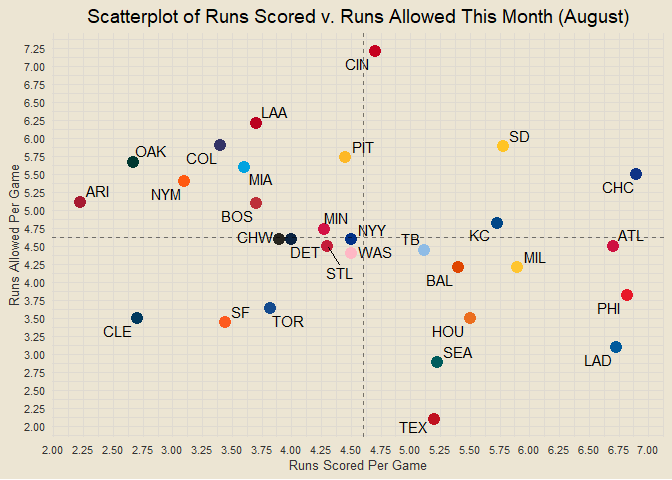 Scatterplot of Runs Scored v. Runs Allowed This Month (August)
7.25
CIN
7.00
6.75
6.50
LAA
6.25
6.00
SD
5.75
OAK
COL
PIT
5.50
MIA
CHC
5.25
ARI
NYM
5.00
BOS
MIN
4.75
CHW
NYY
TB
KC
ATL
4.50
DET
WAS
4.25
STL
BAL
MIL
4.00
3.75
PHI
3.50
CLE
SF
TOR
HOU
3.25
LAD
3.00
SEA
2.75
2.50
2.25
2.00
TEX
Runs Allowed Per Game
2.00 2.25 2.50 2.75 3.00 3.25 3.50 3.75 4.00 4.25 4.50 4.75 5.00 5.25 5.50 5.75 6.00 6.25 6.50 6.75 7.00
Runs Scored Per Game